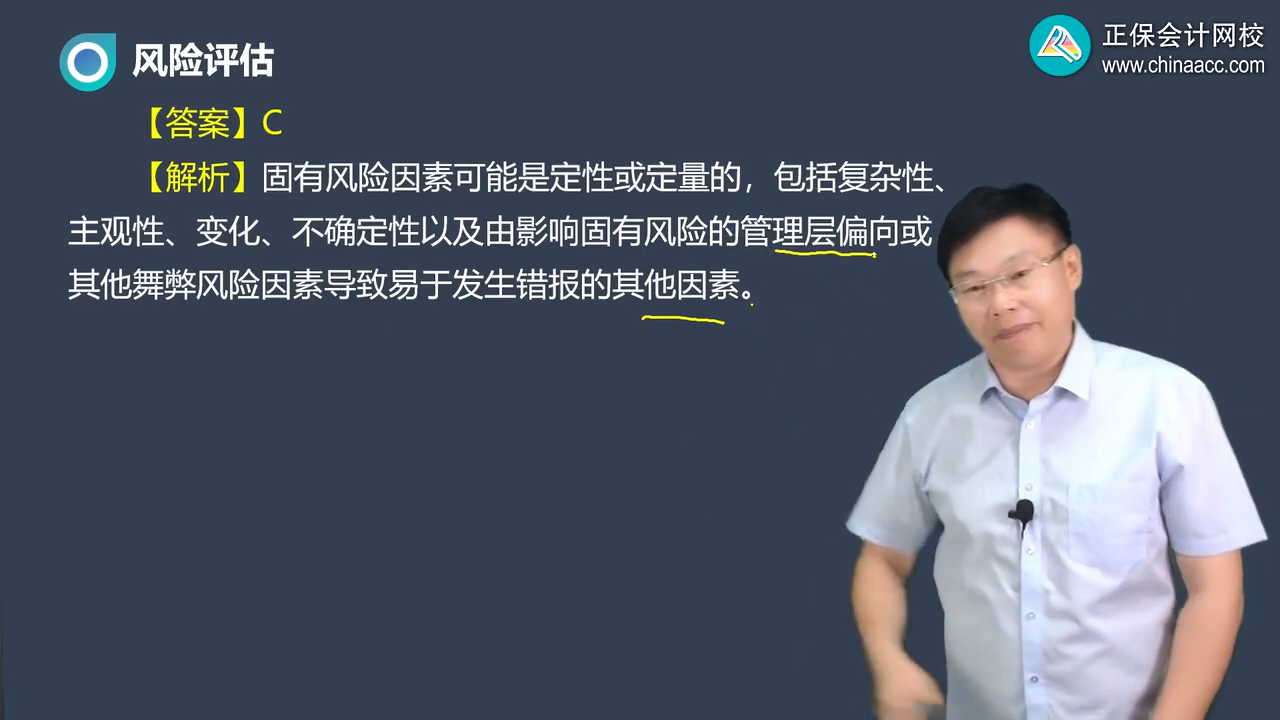 风险评估
正保会计网校
www.chinaacc.com
【答案】C
【解析】固有风险因素可能是定性或定量的，包括复杂性、
主观性、变化、不确定性以及由影响固有风险的管理层偏向或
其他舞弊风险因素导致易于发生错报的其他因素。